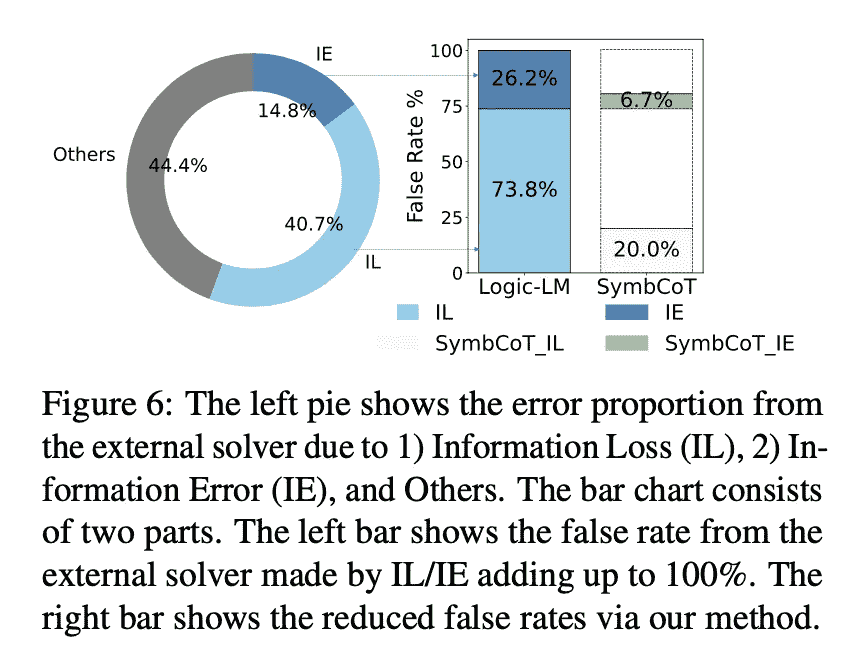 IE
14.8%
Others
44.4%
40.7%
IL
False Rate %
100
75
50
25
0
26.2%
73.8%
6.7%
20.0%
Logic-LM
SymbCoT
IL
IE
SymbCoT_IL
SymbCoT_IE
Figure 6: The left pie shows the error proportion from
the external solver due to 1) Information Loss (IL), 2) In-
formation Error (IE), and Others. The bar chart consists
of two parts. The left bar shows the false rate from the
external solver made by IL/IE adding up to 100%. The
right bar shows the reduced false rates via our method.